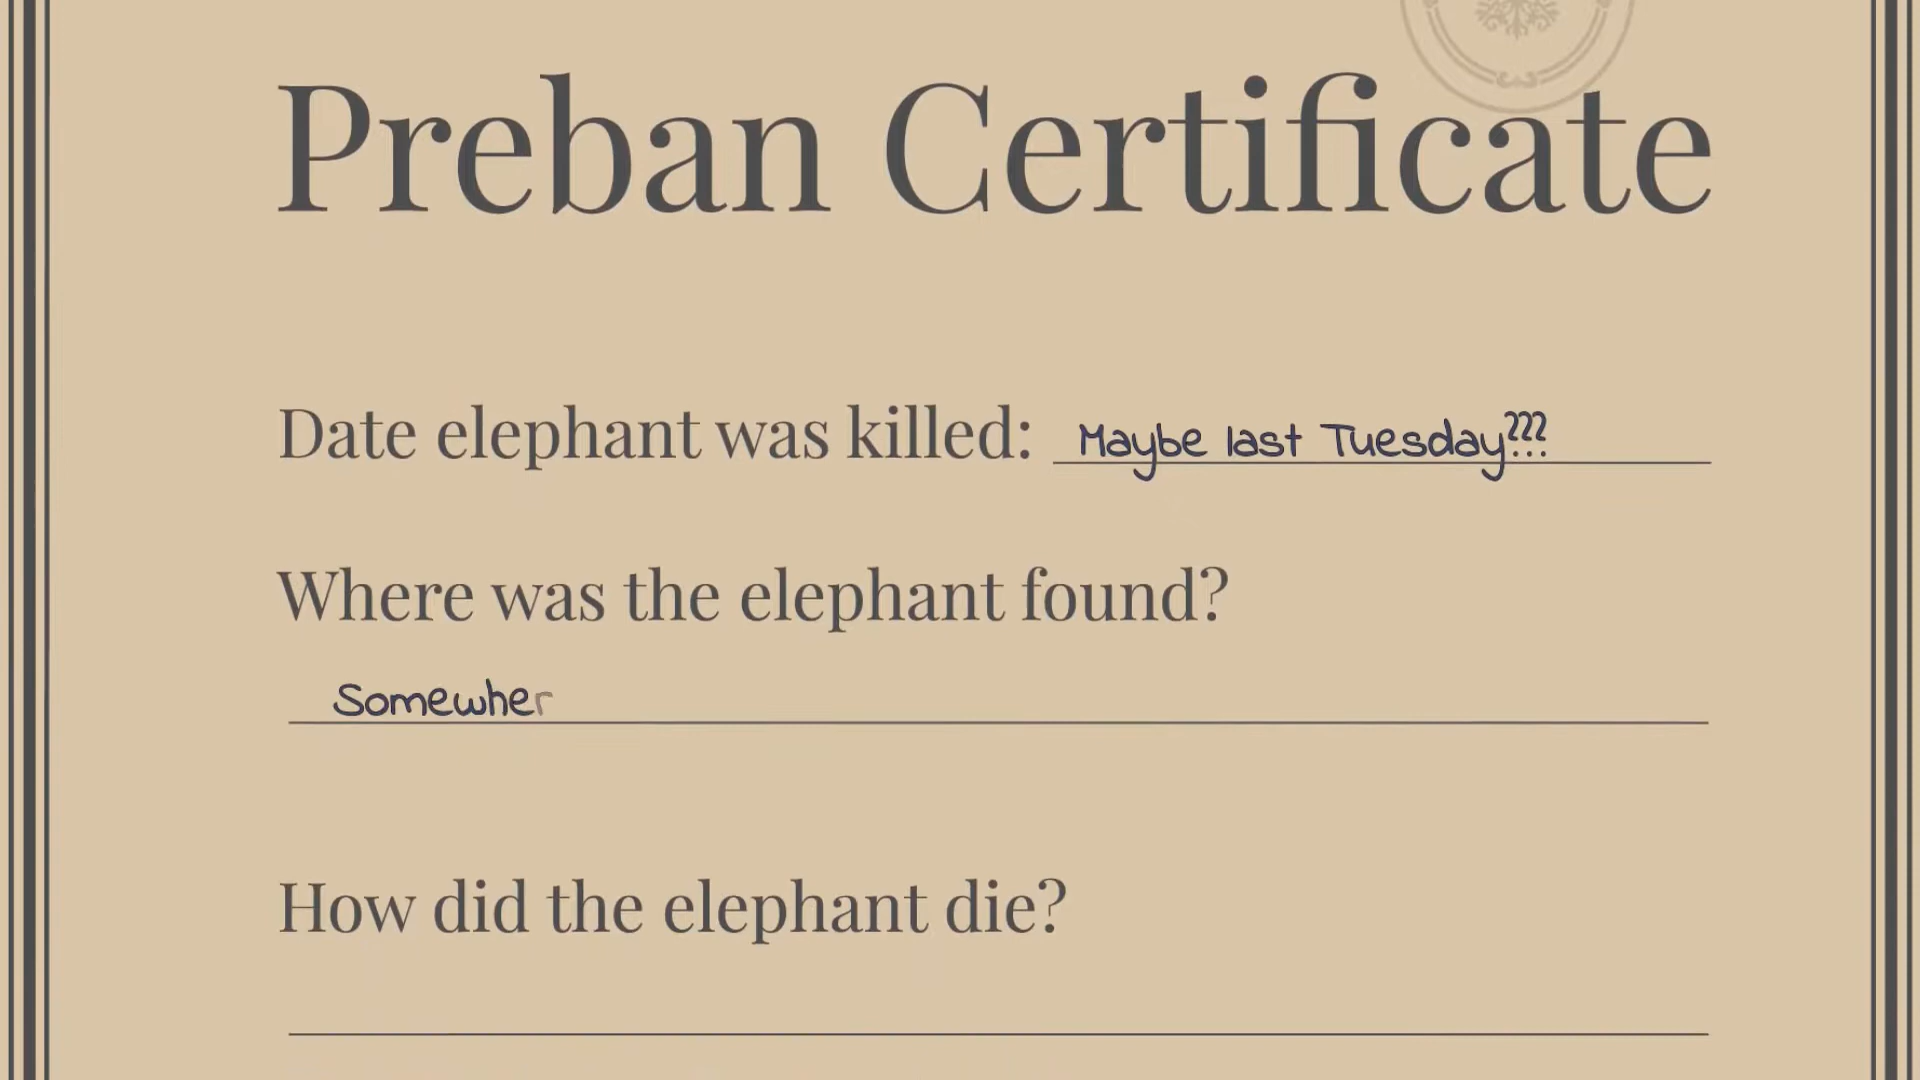 Preban Certificate
Date elephant was killed: Maybe last Tuesday???
Where was the elephant found?
Somewher
How did the elephant die?